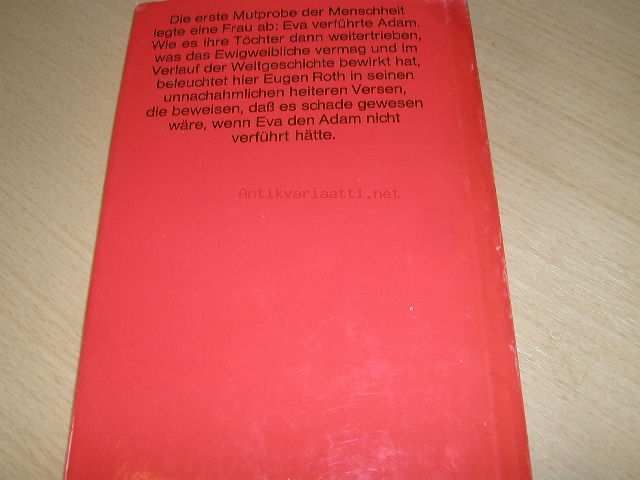 Die erste Mutprobe der Menschheit
legte eine Frau ab: Eva verführte Adam.
Wie es ihre Töchter dann weitertrieben,
was das Ewigweibliche vermag und im
Verlauf der Weltgeschichte bewirkt hat,
beleuchtet hier Eugen Roth in seinen
unnachahmlichen heiteren Versen,
die beweisen, daß es schade gewesen
wäre, wenn Eva den Adam nicht
verführt hätte.
Antikvariaatti.net